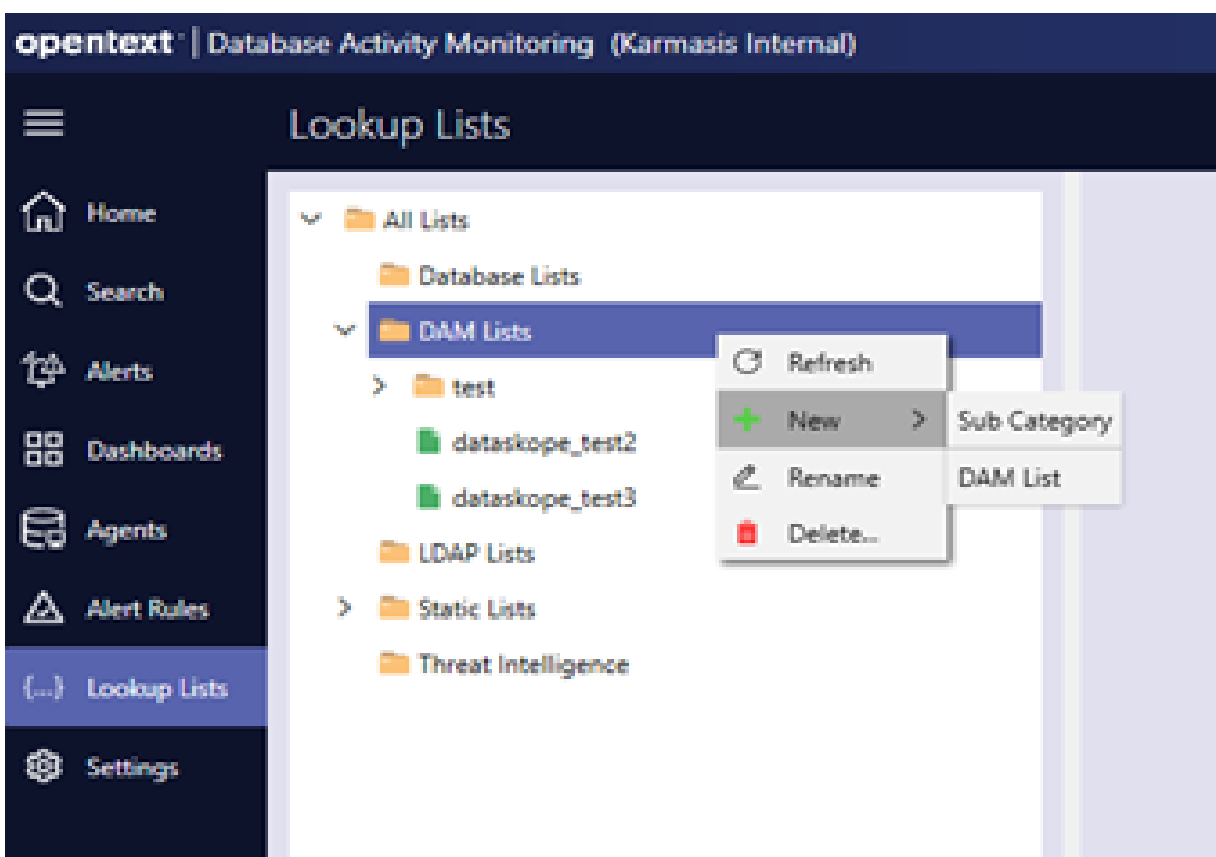 opentext™ | Database Activity Monitoring (Karmasis Internal)
Lookup Lists
Home
Search
Alerts
Dashboards
Agents
Alert Rules
{...} Lookup Lists
Settings
All Lists
Database Lists
DAM Lists
test
dataskope_test2
dataskope_test3
LDAP Lists
Static Lists
Threat Intelligence
Refresh
New
Rename
Delete...
Sub Category
DAM List